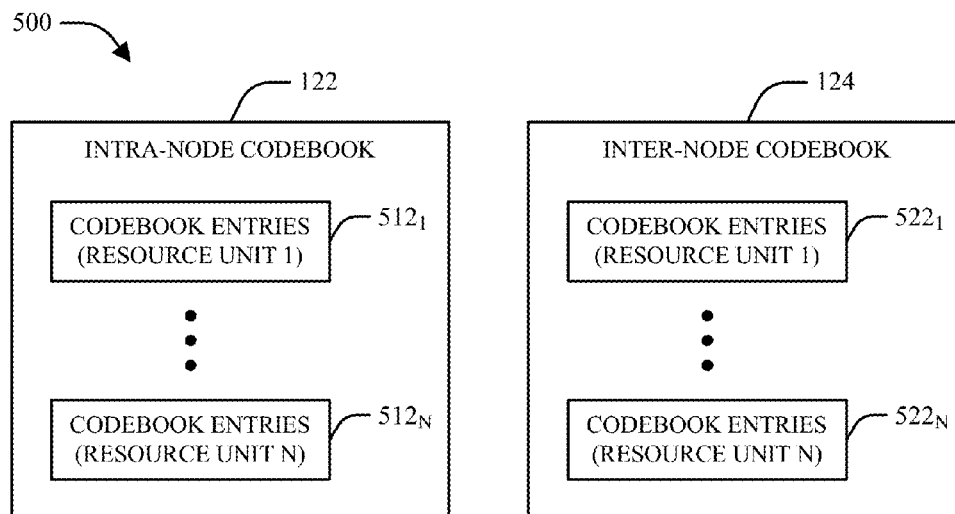 500
122
INTRA-NODE CODEBOOK
CODEBOOK ENTRIES
(RESOURCE UNIT 1)
512₁
CODEBOOK ENTRIES
(RESOURCE UNIT N)
512ₙ
124
INTER-NODE CODEBOOK
CODEBOOK ENTRIES
(RESOURCE UNIT 1)
522₁
CODEBOOK ENTRIES
(RESOURCE UNIT N)
522ₙ